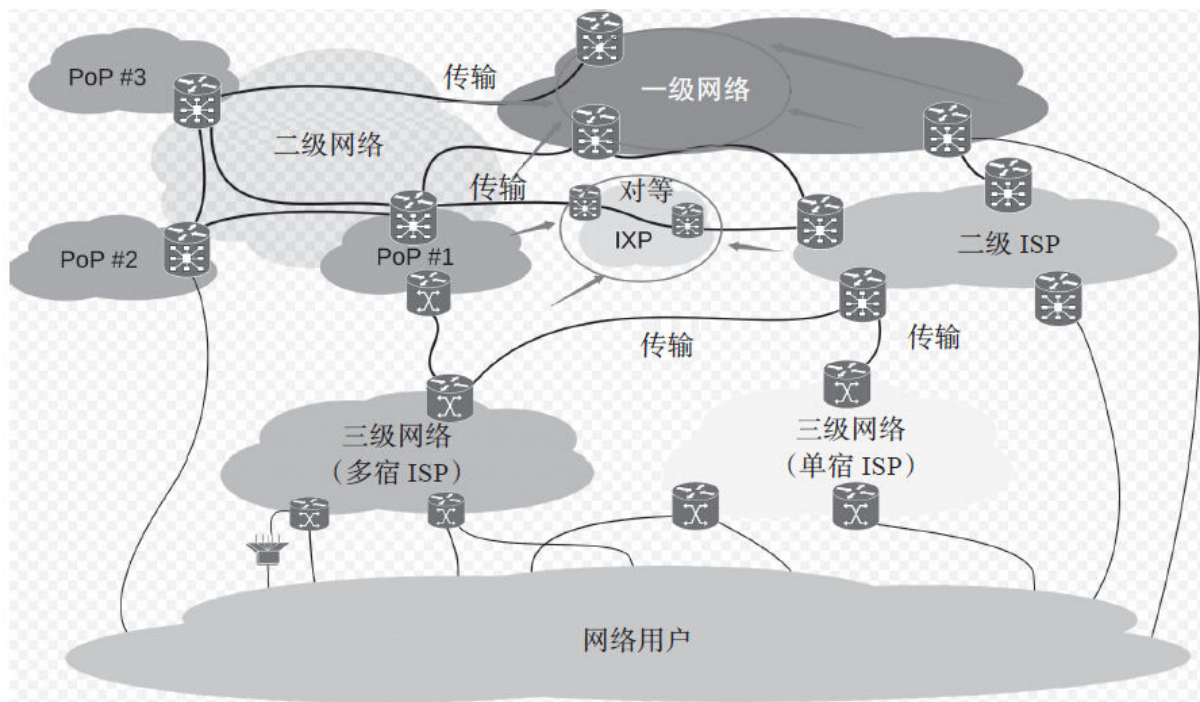 PoP #3
传输
一级网络
二级网络
传输
对等
IXP
PoP #2
PoP #1
二级 ISP
传输
传输
三级网络
（多宿 ISP）
三级网络
（单宿 ISP）
网络用户